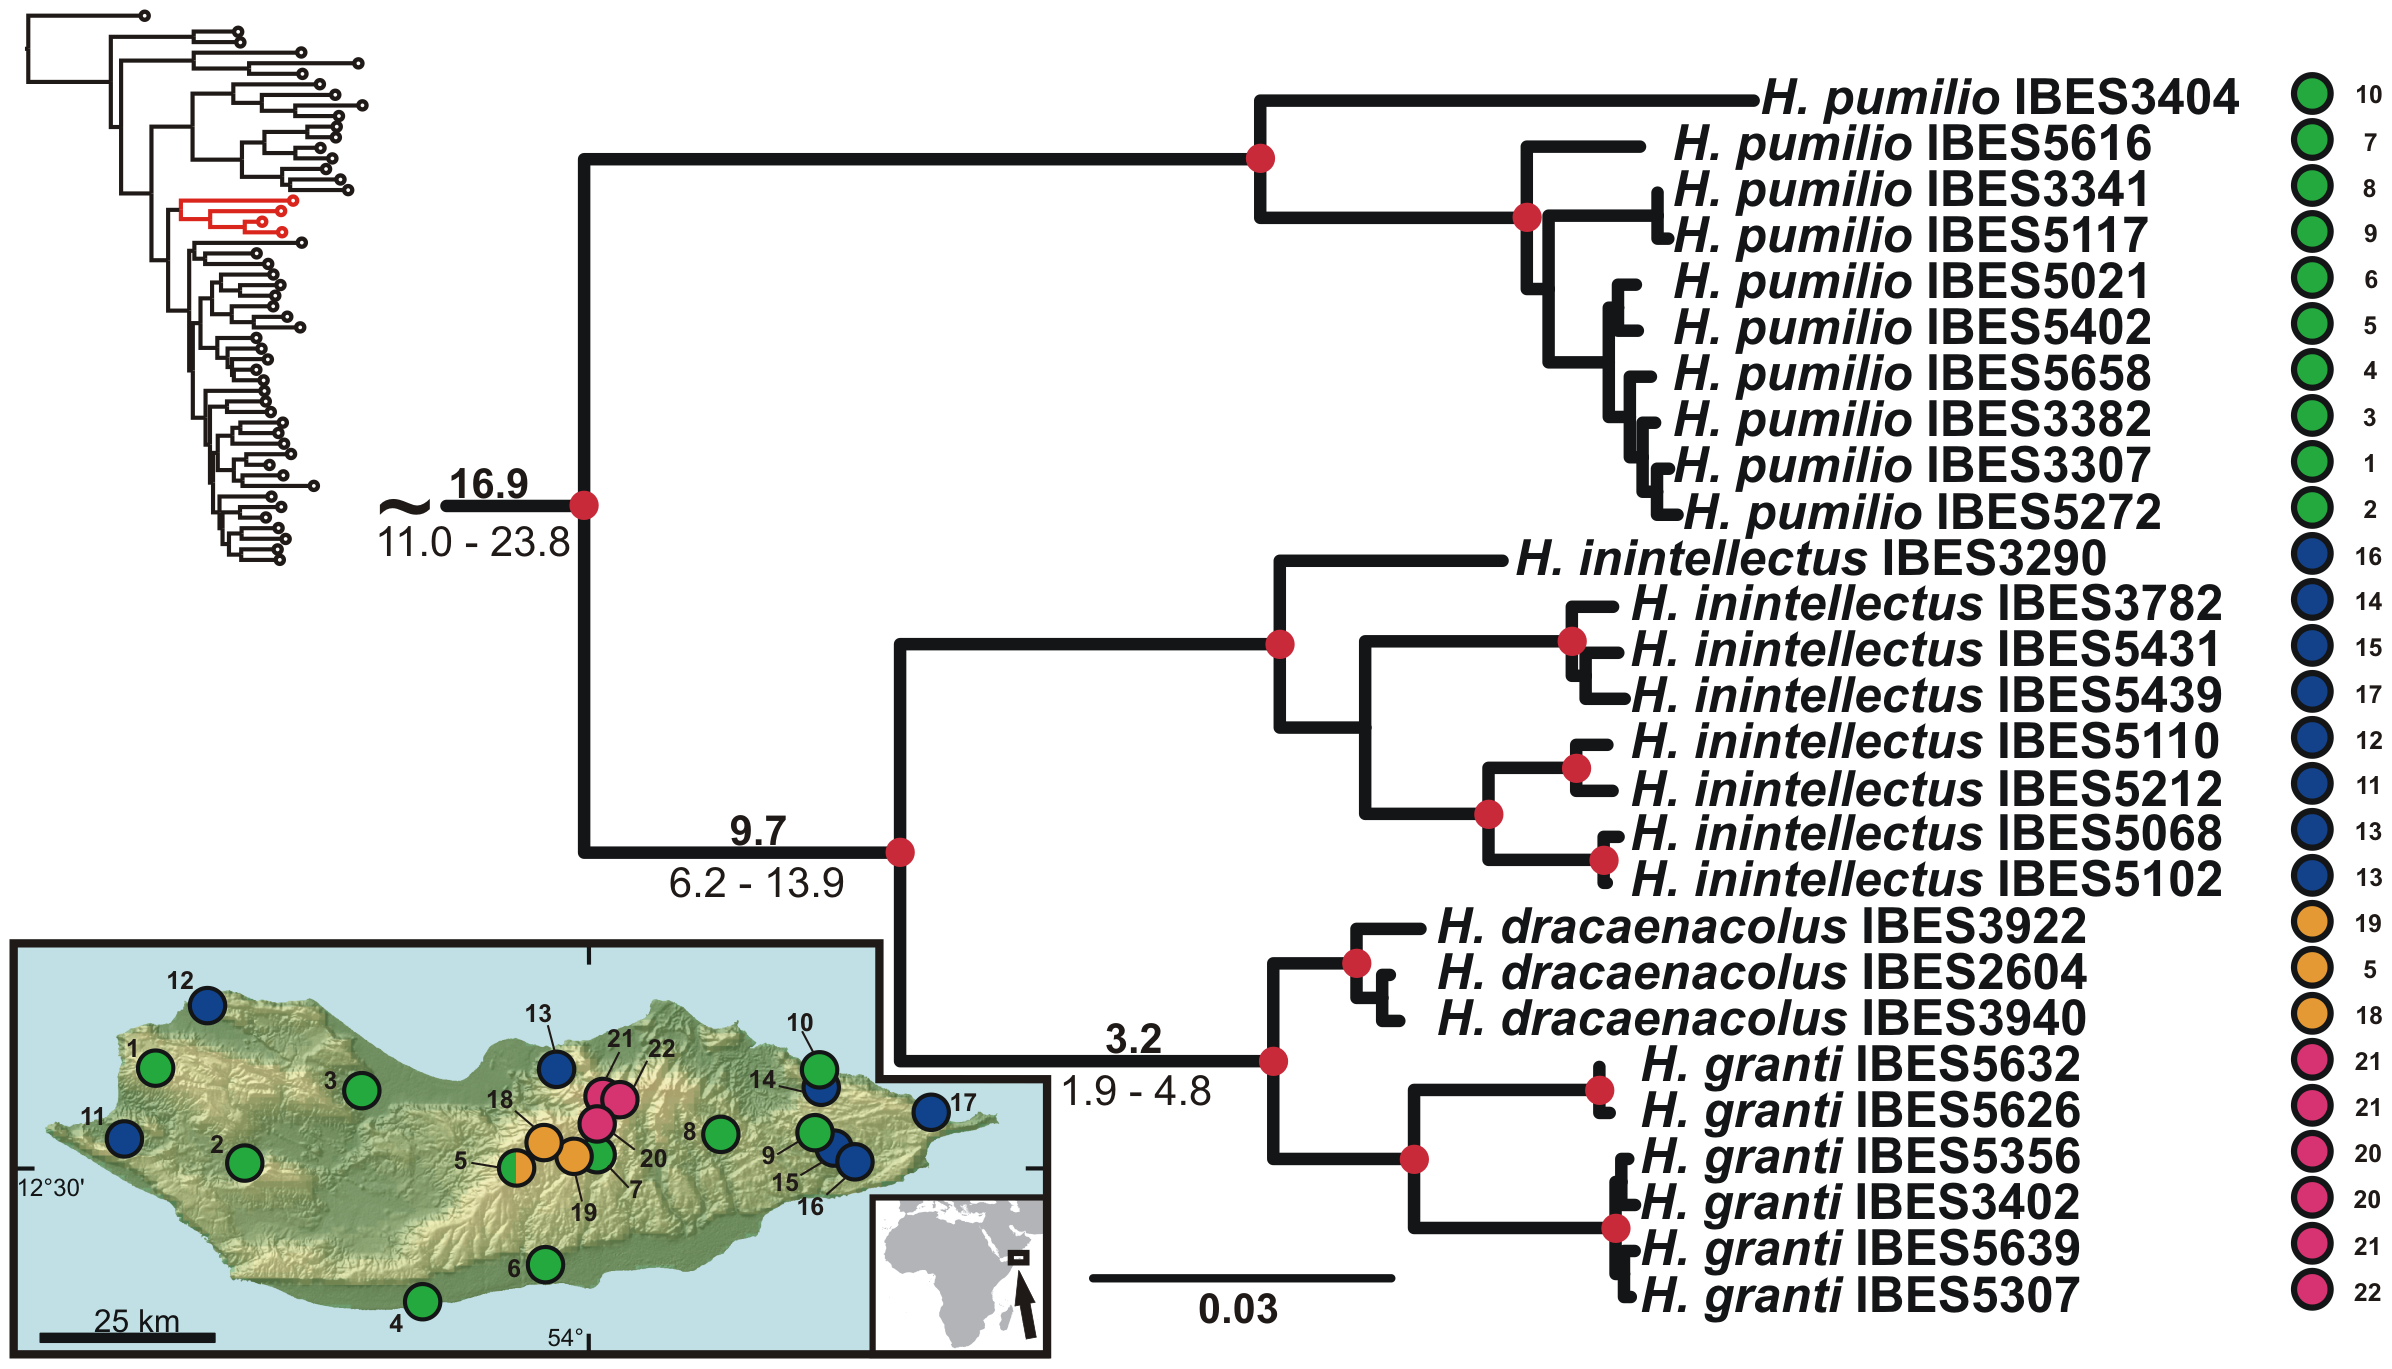 H. pumilio IBES3404 10
H. pumilio IBES5616 7
H. pumilio IBES3341 8
H. pumilio IBES5117 9
H. pumilio IBES5021 6
H. pumilio IBES5402 5
H. pumilio IBES5658 4
H. pumilio IBES3382 3
H. pumilio IBES3307 1
H. pumilio IBES5272 2
H. inintellectus IBES3290 16
H. inintellectus IBES3782 14
H. inintellectus IBES5431 15
H. inintellectus IBES5439 17
H. inintellectus IBES5110 12
H. inintellectus IBES5212 11
H. inintellectus IBES5068 13
H. inintellectus IBES5102 13
H. dracaenacolus IBES3922 19
H. dracaenacolus IBES2604 5
H. dracaenacolus IBES3940 18
H. granti IBES5632 21
H. granti IBES5626 21
H. granti IBES5356 20
H. granti IBES3402 20
H. granti IBES5639 21
H. granti IBES5307 22
~
16.9
11.0 - 23.8
9.7
6.2 - 13.9
3.2
1.9 - 4.8
0.03
12
13
10
21
22
1
3
14
18
17
11
2
5
8
9
20
7
15
16
19
6
4
12°30'
54°
25 km